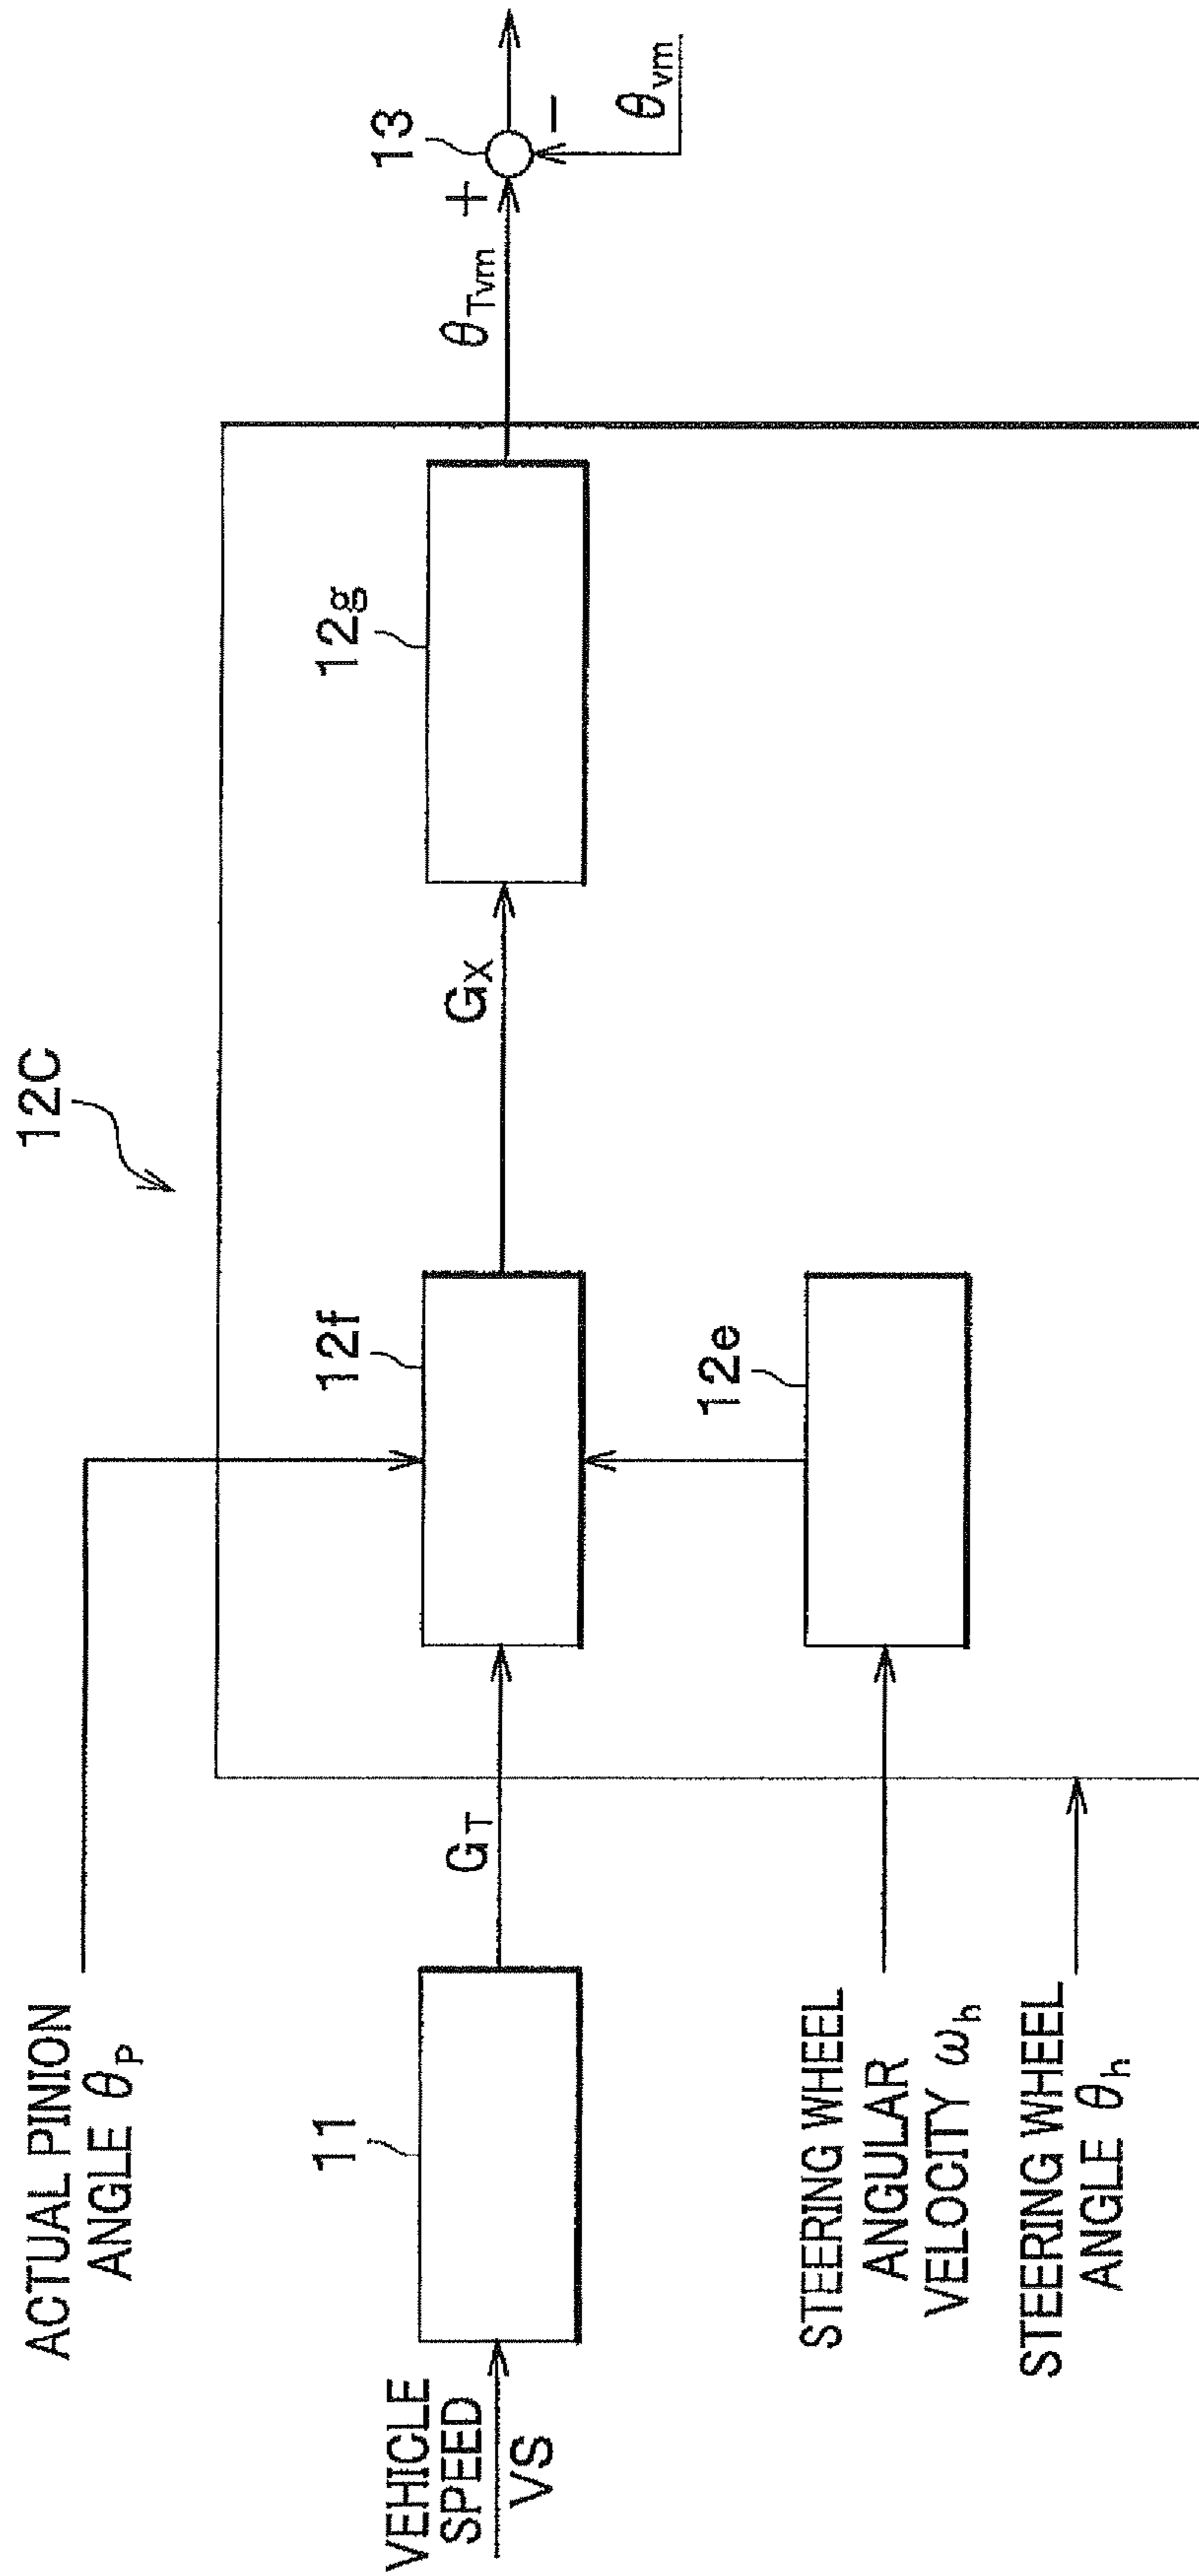 12C
ACTUAL PINION
ANGLE θP
VEHICLE
SPEED
VS
11
GT
12f
GX
12g
θTvm
+
13
−
θvm
12e
STEERING WHEEL
ANGULAR
VELOCITY ωh
STEERING WHEEL
ANGLE θh